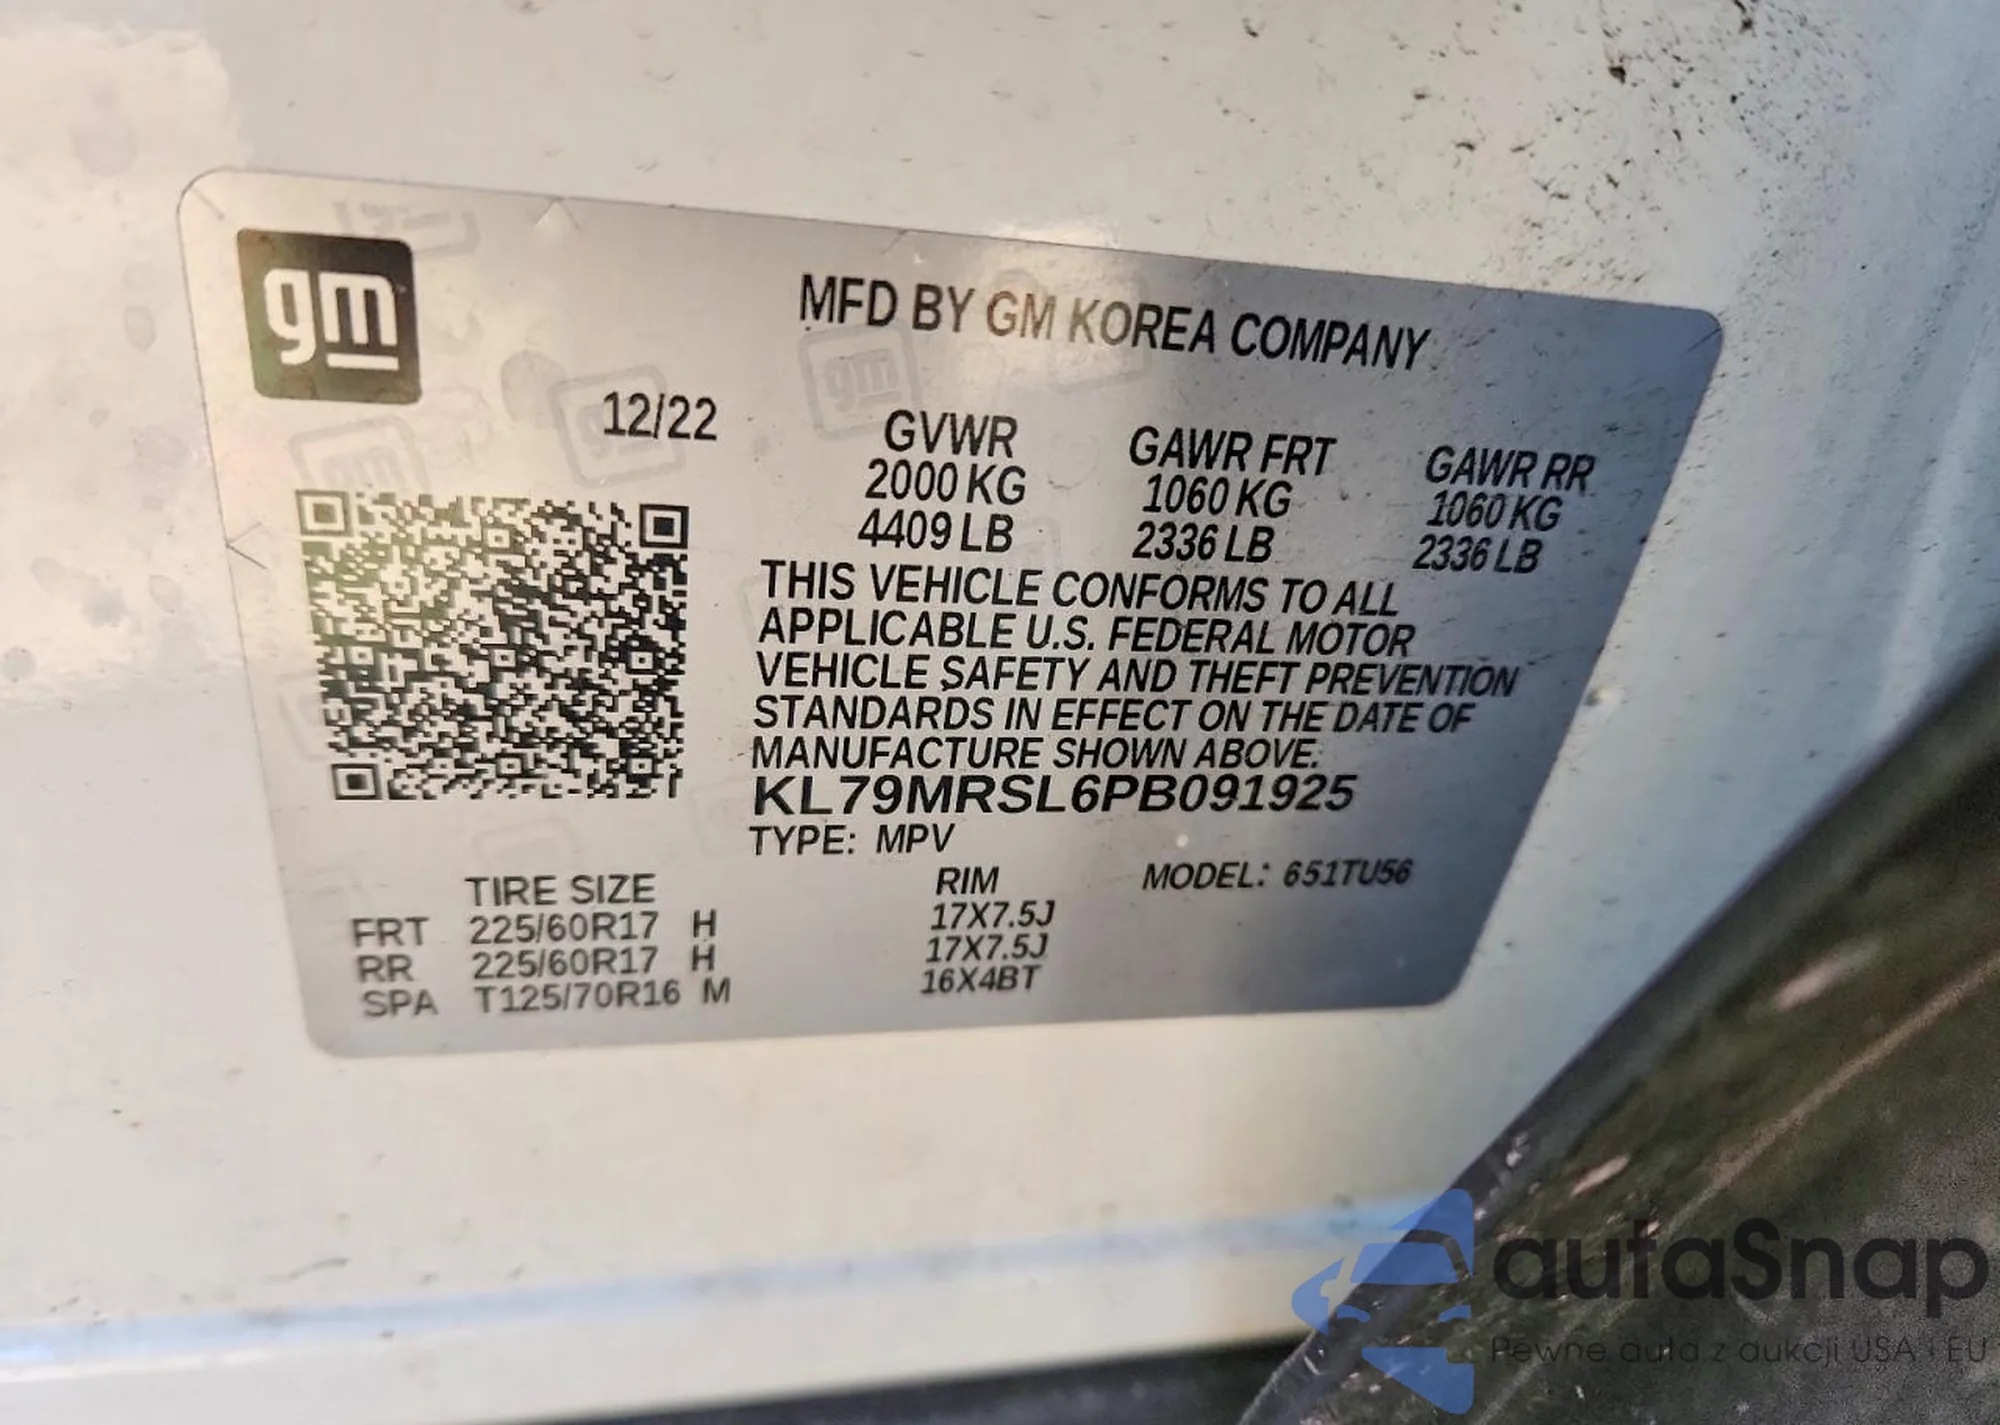 gm
MFD BY GM KOREA COMPANY
12/22
GVWR GAWR FRT GAWR RR
2000 KG 1060 KG 1060 KG
4409 LB 2336 LB 2336 LB
THIS VEHICLE CONFORMS TO ALL
APPLICABLE U.S. FEDERAL MOTOR
VEHICLE SAFETY AND THEFT PREVENTION
STANDARDS IN EFFECT ON THE DATE OF
MANUFACTURE SHOWN ABOVE.
KL79MRSL6PB091925
TYPE: MPV
MODEL: 651TU56
TIRE SIZE RIM
FRT 225/60R17 H 17X7.5J
RR 225/60R17 H 17X7.5J
SPA T125/70R16 M 16X4BT
autaSnap
Pewne auta z aukcji USA i EU